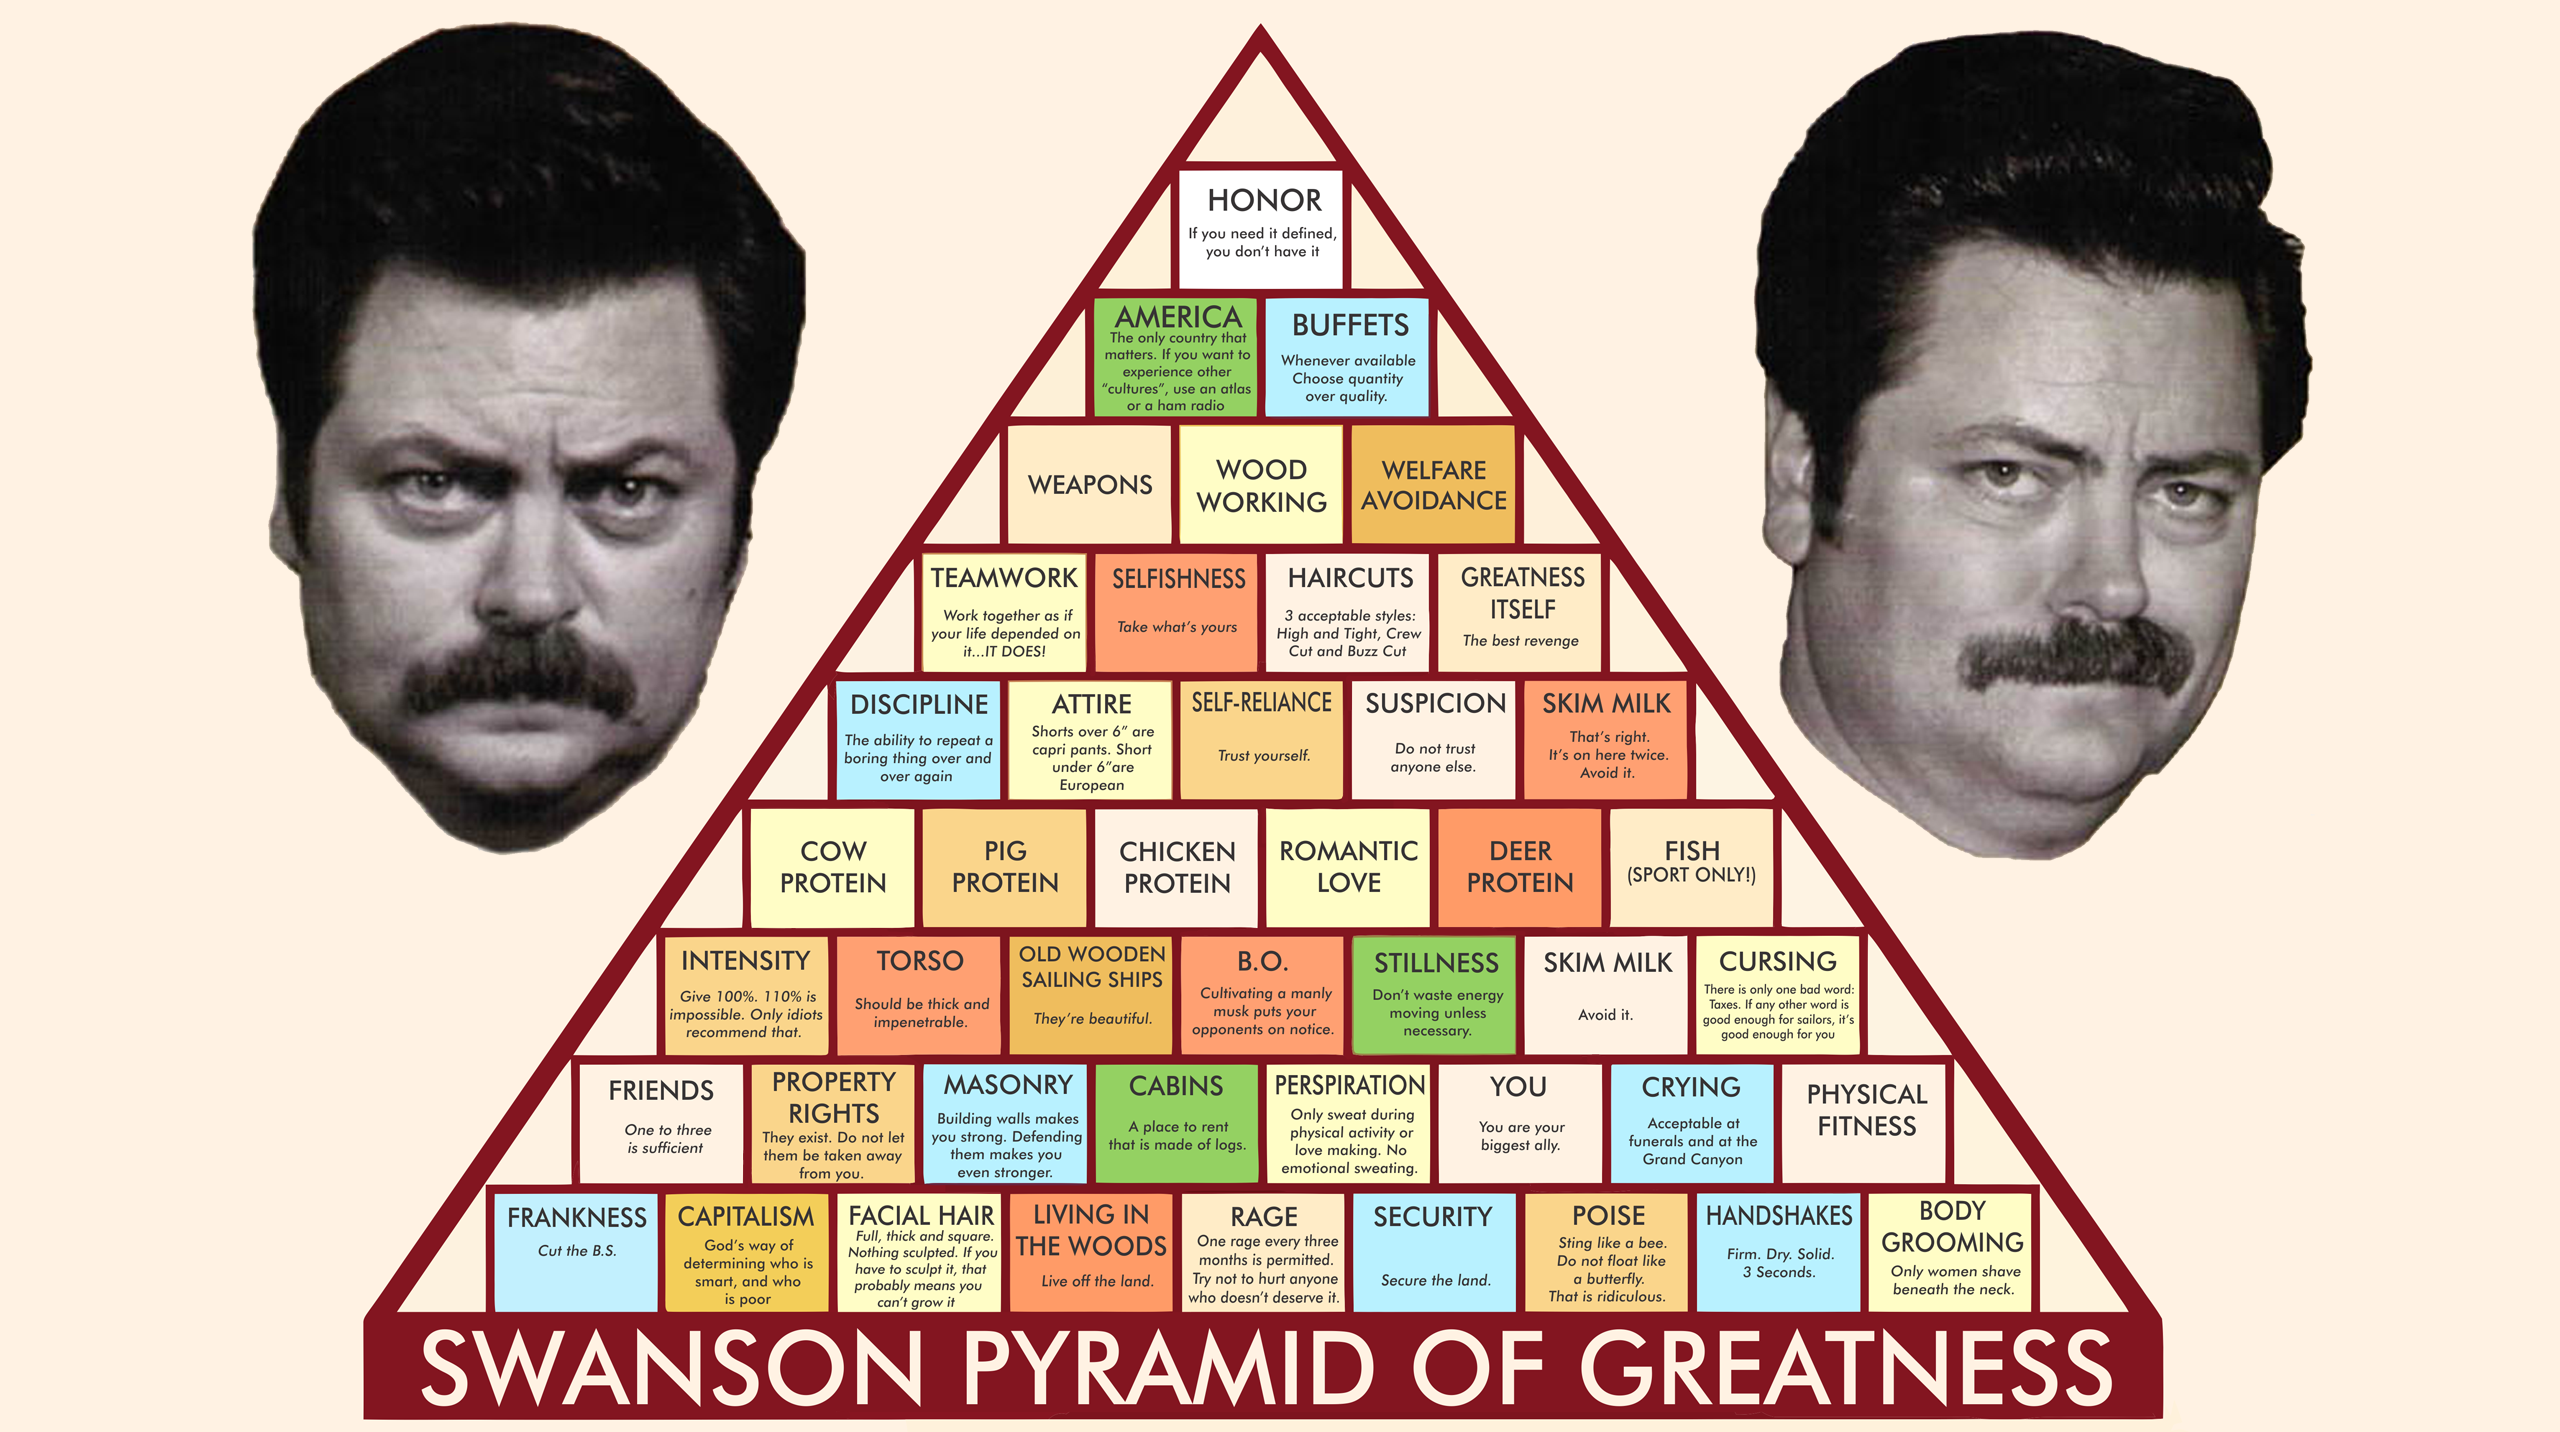 HONOR
If you need it defined,
you don't have it
AMERICA
The only country that
matters. If you want to
experience other
"cultures", use an atlas
or a ham radio
BUFFETS
Whenever available
Choose quantity
over quality.
WEAPONS
WOOD
WORKING
WELFARE
AVOIDANCE
TEAMWORK
Work together as if
your life depended on
it...IT DOES!
SELFISHNESS
Take what's yours
HAIRCUTS
3 acceptable styles:
High and Tight, Crew
Cut and Buzz Cut
GREATNESS
ITSELF
The best revenge
DISCIPLINE
The ability to repeat a
boring thing over and
over again
ATTIRE
Shorts over 6" are
capri pants. Short
under 6"are
European
SELF-RELIANCE
Trust yourself.
SUSPICION
Do not trust
anyone else.
SKIM MILK
That's right.
It's on here twice.
Avoid it.
COW
PROTEIN
PIG
PROTEIN
CHICKEN
PROTEIN
ROMANTIC
LOVE
DEER
PROTEIN
FISH
(SPORT ONLY!)
INTENSITY
Give 100%. 110% is
impossible. Only idiots
recommend that.
TORSO
Should be thick and
impenetrable.
OLD WOODEN
SAILING SHIPS
They're beautiful.
B.O.
Cultivating a manly
musk puts your
opponents on notice.
STILLNESS
Don't waste energy
moving unless
necessary.
SKIM MILK
Avoid it.
CURSING
There is only one bad word:
Taxes. If any other word is
good enough for sailors, it's
good enough for you
FRIENDS
One to three
is sufficient
PROPERTY
RIGHTS
They exist. Do not let
them be taken away
from you.
MASONRY
Building walls makes
you strong. Defending
them makes you
even stronger.
CABINS
A place to rent
that is made of logs.
PERSPIRATION
Only sweat during
physical activity or
love making. No
emotional sweating.
YOU
You are your
biggest ally.
CRYING
Acceptable at
funerals and at the
Grand Canyon
PHYSICAL
FITNESS
FRANKNESS
Cut the B.S.
CAPITALISM
God's way of
determining who is
smart, and who
is poor
FACIAL HAIR
Full, thick and square.
Nothing sculpted. If you
have to sculpt it, that
probably means you
can't grow it
LIVING IN
THE WOODS
Live off the land.
RAGE
One rage every three
months is permitted.
Try not to hurt anyone
who doesn't deserve it.
SECURITY
Secure the land.
POISE
Sting like a bee.
Do not float like
a butterfly.
That is ridiculous.
HANDSHAKES
Firm. Dry. Solid.
3 Seconds.
BODY
GROOMING
Only women shave
beneath the neck.
SWANSON PYRAMID OF GREATNESS